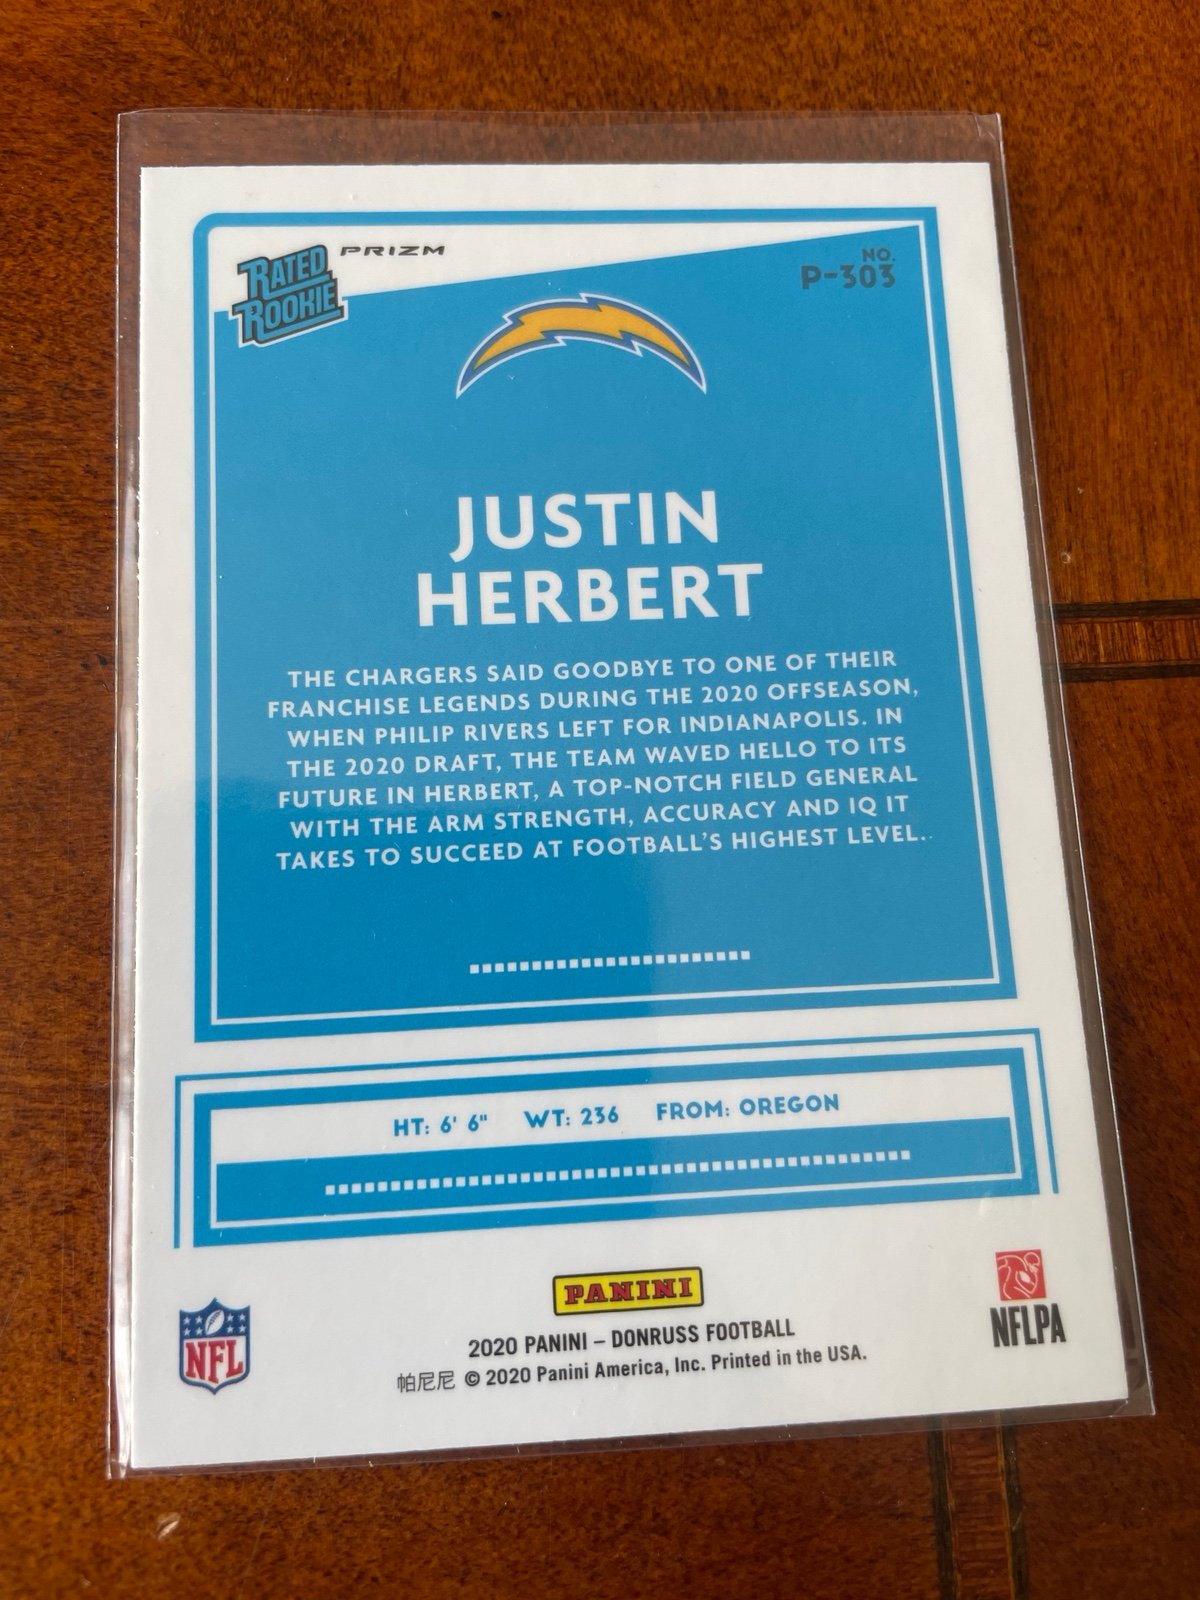 RATED
ROOKIE
PRIZM
NO.
P-303
JUSTIN
HERBERT
THE CHARGERS SAID GOODBYE TO ONE OF THEIR
FRANCHISE LEGENDS DURING THE 2020 OFFSEASON,
WHEN PHILIP RIVERS LEFT FOR INDIANAPOLIS. IN
THE 2020 DRAFT, THE TEAM WAVED HELLO TO ITS
FUTURE IN HERBERT, A TOP-NOTCH FIELD GENERAL
WITH THE ARM STRENGTH, ACCURACY AND IQ IT
TAKES TO SUCCEED AT FOOTBALL'S HIGHEST LEVEL.
HT: 6' 6" WT: 236 FROM: OREGON
NFL
PANINI
2020 PANINI – DONRUSS FOOTBALL
帕尼尼 © 2020 Panini America, Inc. Printed in the USA.
NFLPA